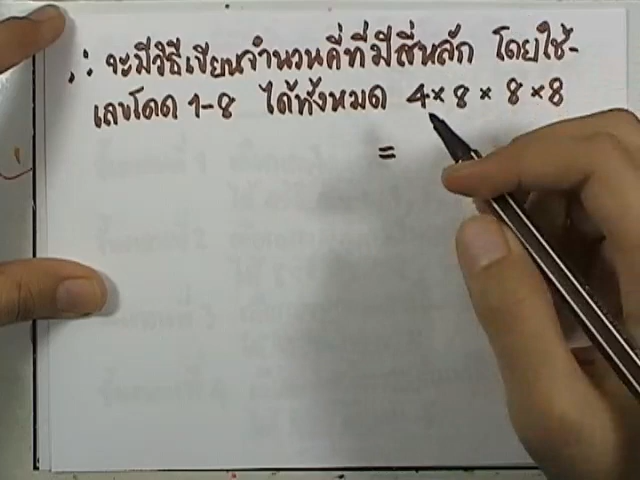 ∴ จะมีวิธีเขียนจำนวนคี่ที่มีสี่หลัก โดยใช้-
เลขโดด 1-8 ได้ทั้งหมด 4 × 8 × 8 × 8
=